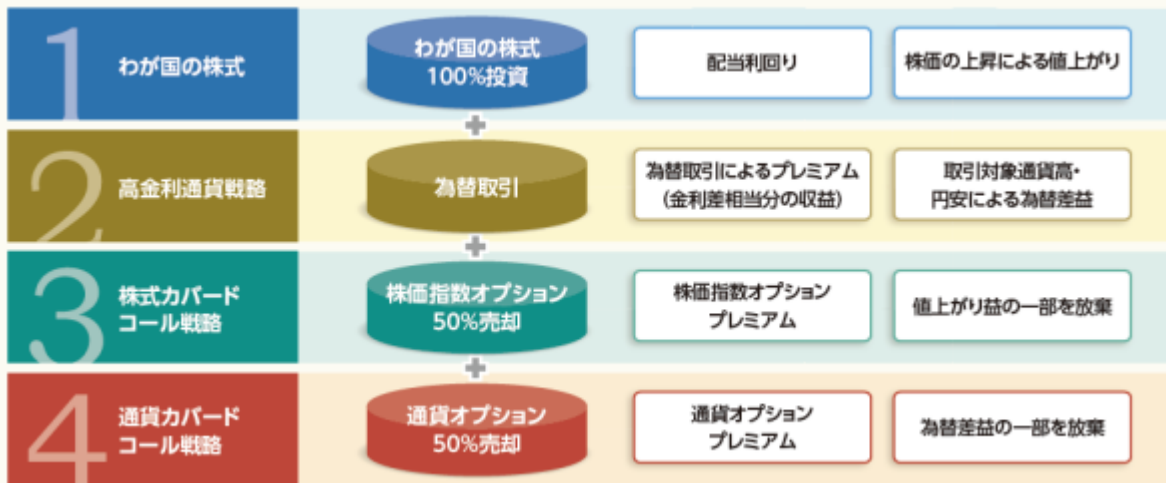 1
わが国の株式
わが国の株式
100%投資
配当利回り
株価の上昇による値上がり
+
2
高金利通貨戦略
為替取引
為替取引によるプレミアム
(金利差相当分の収益)
取引対象通貨高・
円安による為替差益
+
3
株式カバード
コール戦略
株価指数オプション
50%売却
株価指数オプション
プレミアム
値上がり益の一部を放棄
+
4
通貨カバード
コール戦略
通貨オプション
50%売却
通貨オプション
プレミアム
為替差益の一部を放棄